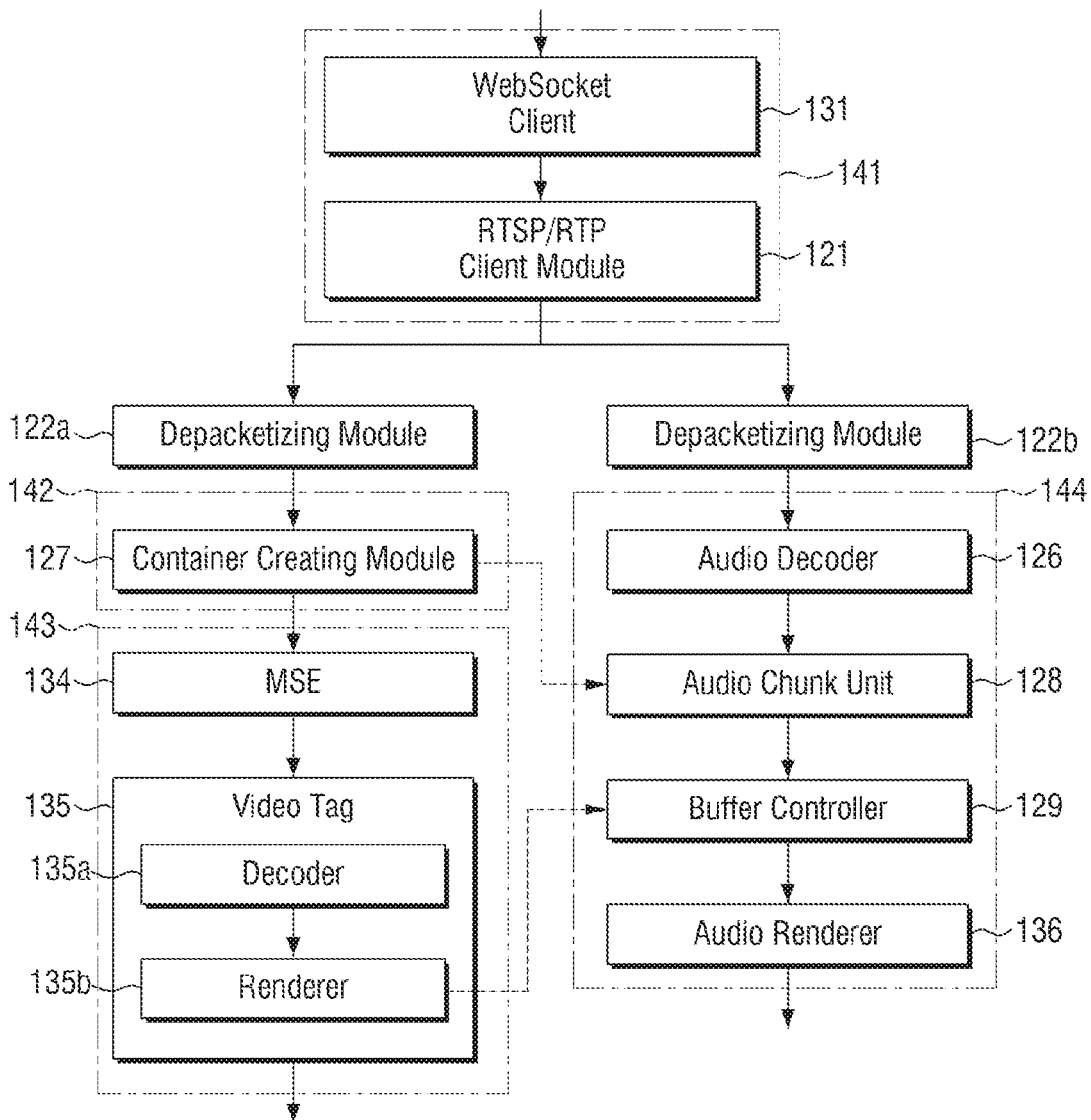 WebSocket
Client
131
141
RTSP/RTP
Client Module
121
122a
Depacketizing Module
Depacketizing Module
122b
142
144
127
Container Creating Module
Audio Decoder
126
143
134
MSE
Audio Chunk Unit
128
135
Video Tag
Buffer Controller
129
135a
Decoder
Audio Renderer
136
135b
Renderer